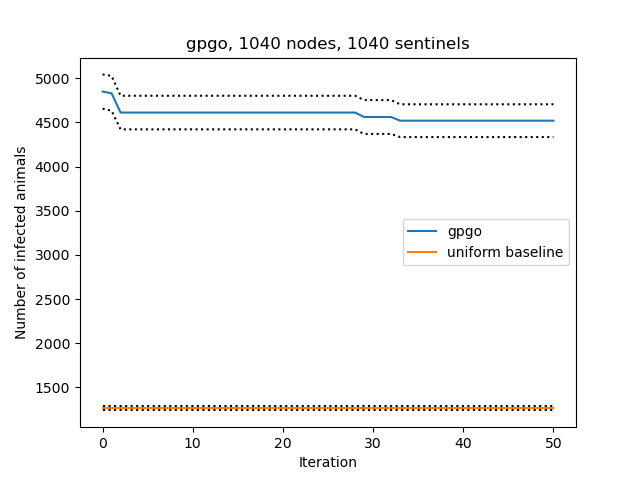 gpgo, 1040 nodes, 1040 sentinels
5000
4500
4000
3500
3000
2500
2000
1500
Number of infected animals
gpgo
uniform baseline
0 10 20 30 40 50
Iteration